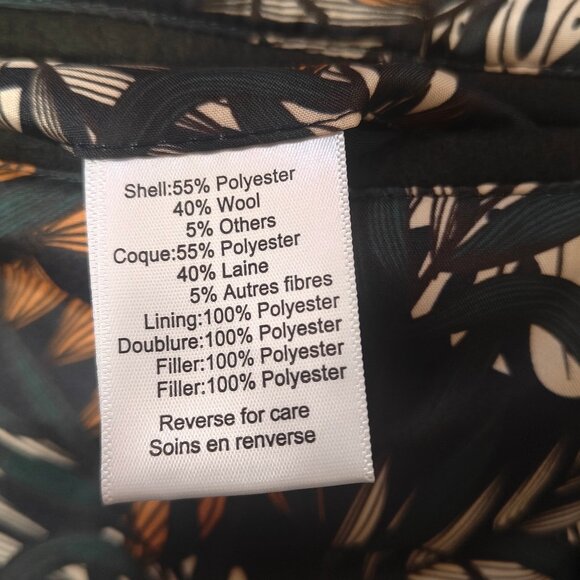 Shell:55% Polyester
40% Wool
5% Others
Coque:55% Polyester
40% Laine
5% Autres fibres
Lining:100% Polyester
Doublure:100% Polyester
Filler:100% Polyester
Filler:100% Polyester
Reverse for care
Soins en renverse